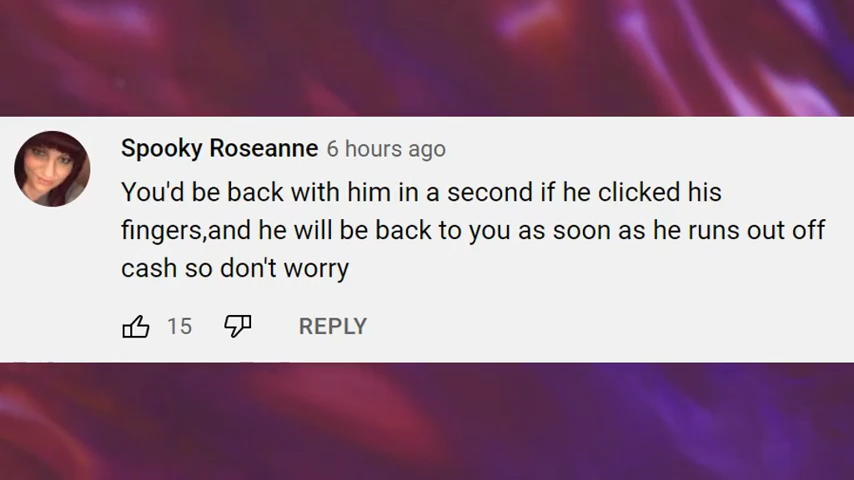 Spooky Roseanne 6 hours ago
You'd be back with him in a second if he clicked his
fingers,and he will be back to you as soon as he runs out off
cash so don't worry
15 REPLY